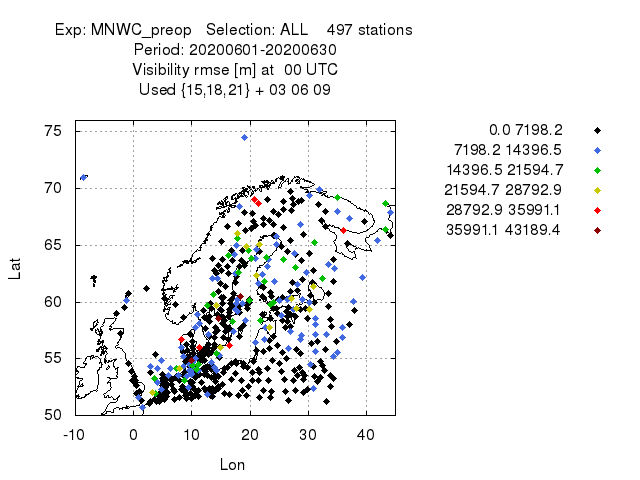 Exp: MNWC_preop Selection: ALL 497 stations
Period: 20200601-20200630
Visibility rmse [m] at 00 UTC
Used {15,18,21} + 03 06 09
0.0 7198.2
7198.2 14396.5
14396.5 21594.7
21594.7 28792.9
28792.9 35991.1
35991.1 43189.4
75
70
65
60
55
50
Lat
-10 0 10 20 30 40
Lon